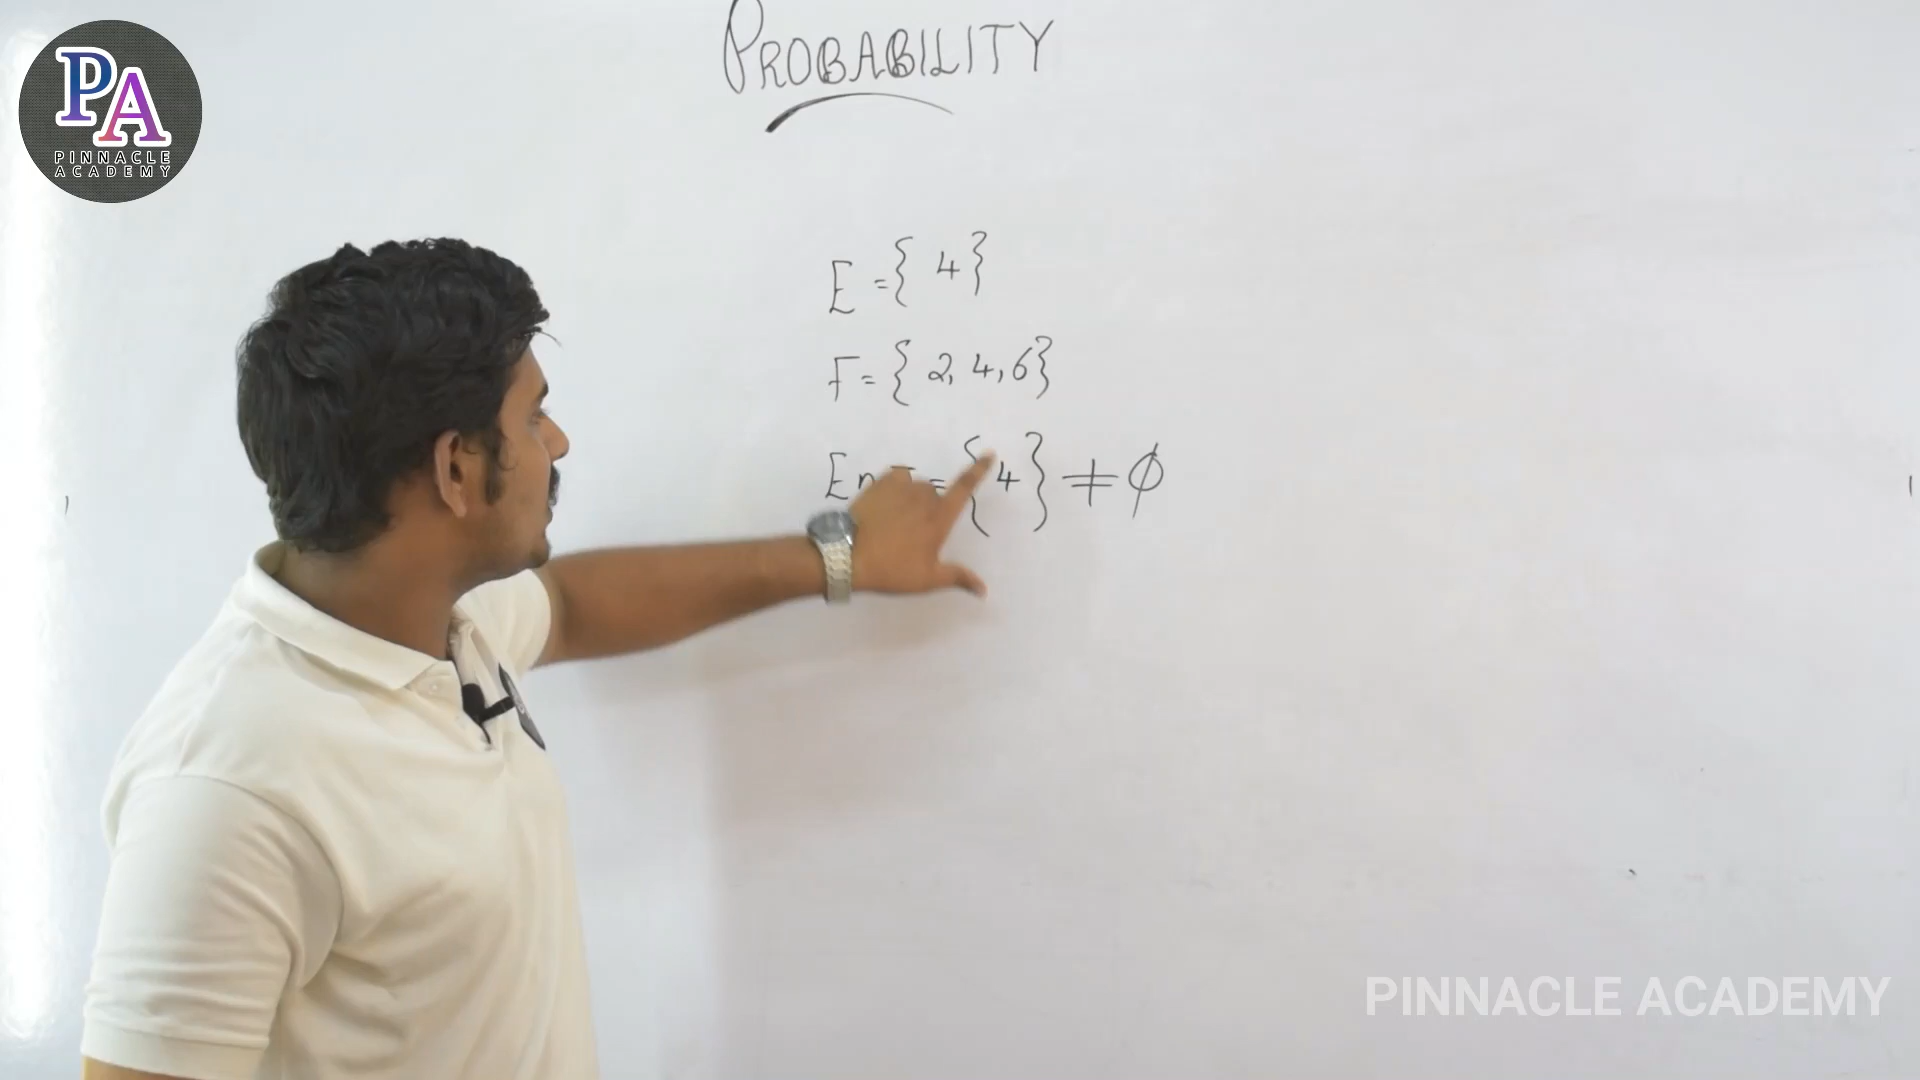 PA
PINNACLE
ACADEMY
PROBABILITY
E = { 4 }
F = { 2, 4, 6 }
E = { 4 } ≠ ϕ
PINNACLE ACADEMY